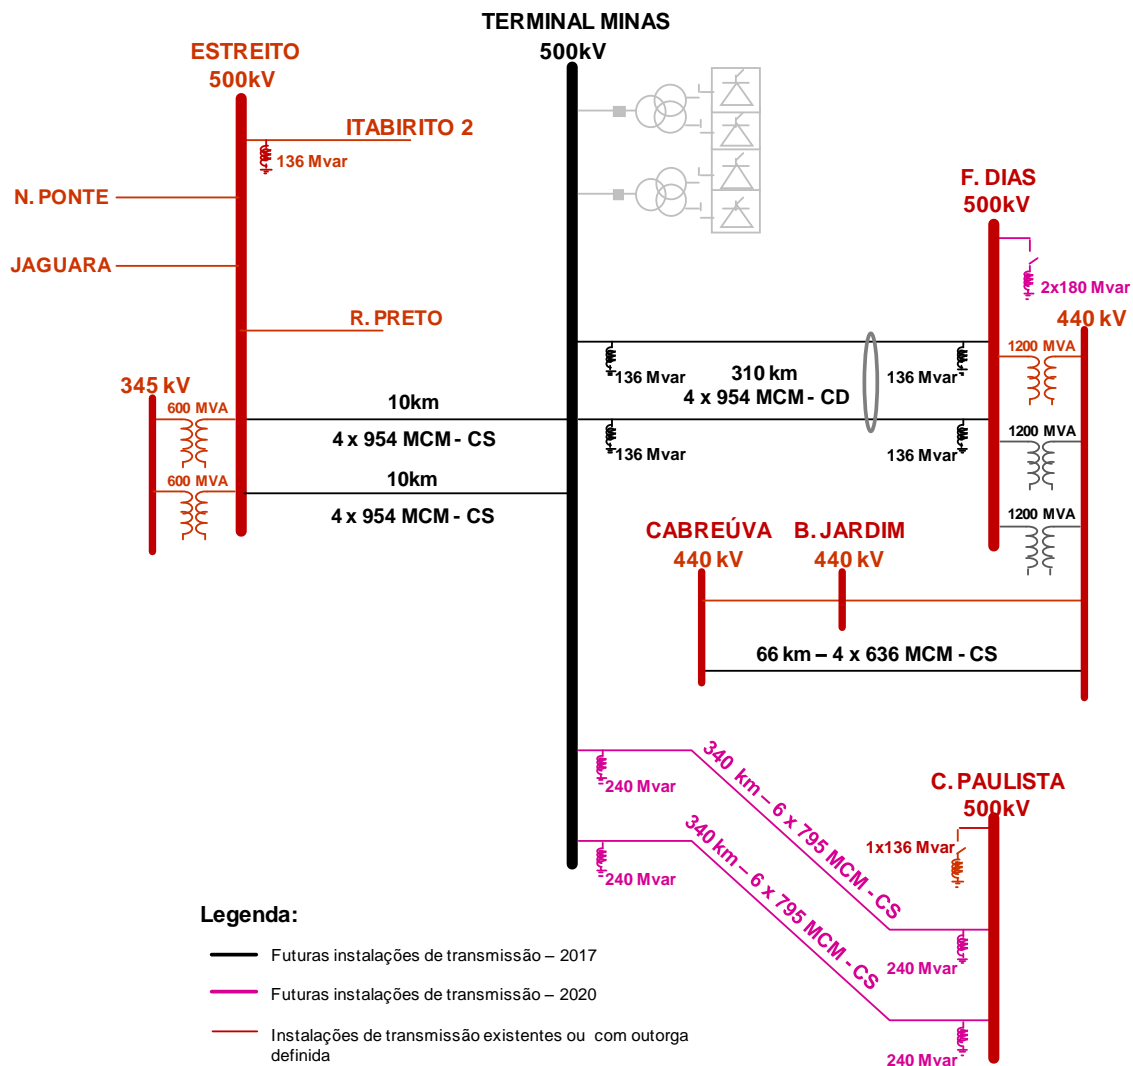 TERMINAL MINAS
500kV
ESTREITO
500kV
ITABIRITO 2
136 Mvar
N. PONTE
JAGUARA
R. PRETO
345 kV
600 MVA
600 MVA
10km
4 x 954 MCM - CS
10km
4 x 954 MCM - CS
F. DIAS
500kV
2x180 Mvar
440 kV
1200 MVA
1200 MVA
1200 MVA
136 Mvar
310 km
4 x 954 MCM - CD
136 Mvar
136 Mvar
136 Mvar
CABREÚVA
440 kV
B. JARDIM
440 kV
66 km – 4 x 636 MCM - CS
240 Mvar
340 km – 6 x 795 MCM - CS
240 Mvar
340 km – 6 x 795 MCM - CS
C. PAULISTA
500kV
1x136 Mvar
240 Mvar
240 Mvar
Legenda:
Futuras instalações de transmissão – 2017
Futuras instalações de transmissão – 2020
Instalações de transmissão existentes ou com outorga
definida